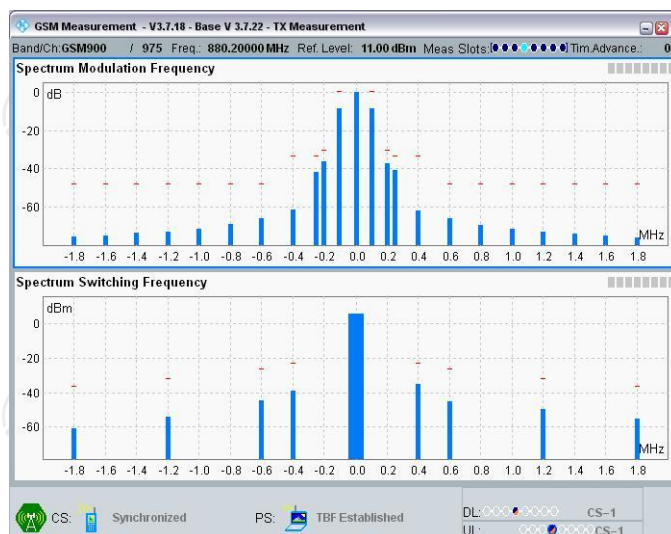 GSM Measurement - V3.7.18 - Base V 3.7.22 - TX Measurement
Band/Ch:GSM900 / 975 Freq.: 880.20000 MHz Ref. Level: 11.00 dBm Meas Slots: Tim.Advance.: 0
Spectrum Modulation Frequency
dB
0
-20
-40
-60
MHz
-1.8 -1.6 -1.4 -1.2 -1.0 -0.8 -0.6 -0.4 -0.2 0.0 0.2 0.4 0.6 0.8 1.0 1.2 1.4 1.6 1.8
Spectrum Switching Frequency
dBm
0
-20
-40
-60
MHz
-1.8 -1.6 -1.4 -1.2 -1.0 -0.8 -0.6 -0.4 -0.2 0.0 0.2 0.4 0.6 0.8 1.0 1.2 1.4 1.6 1.8
CS: Synchronized PS: TBF Established DL: CS-1
UL: CS-1